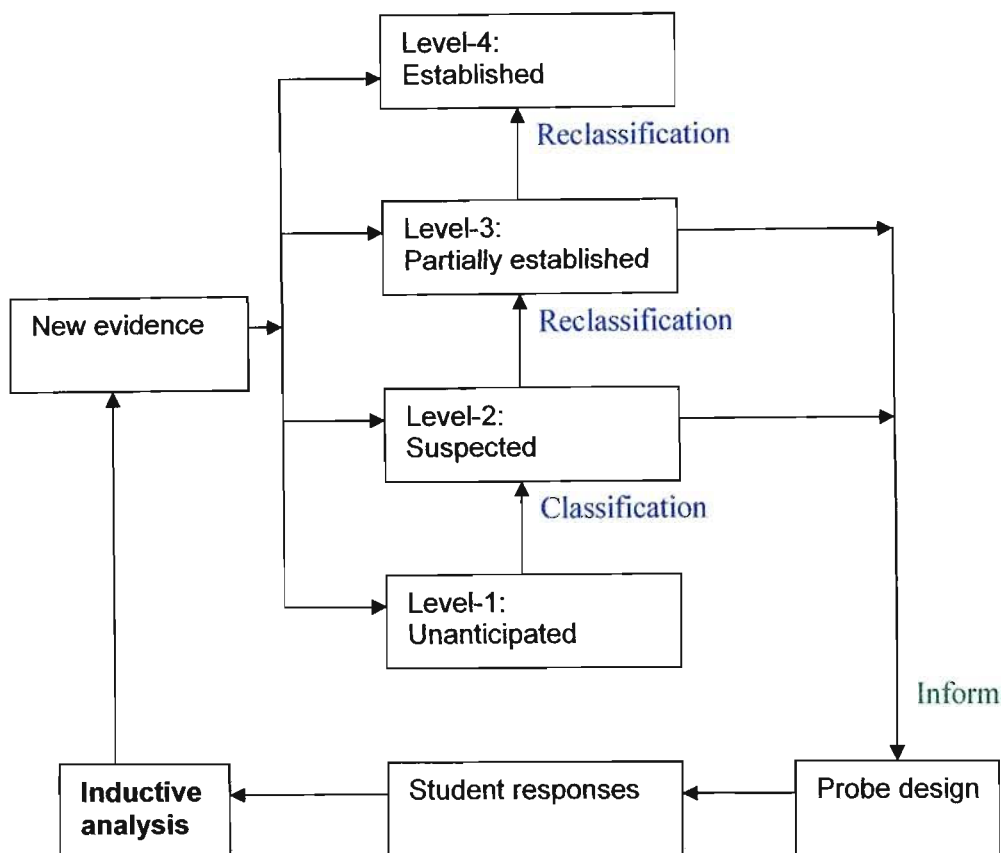 Level-4:
Established
Reclassification
Level-3:
Partially established
Reclassification
New evidence
Level-2:
Suspected
Classification
Level-1:
Unanticipated
Inform
Inductive
analysis
Student responses
Probe design